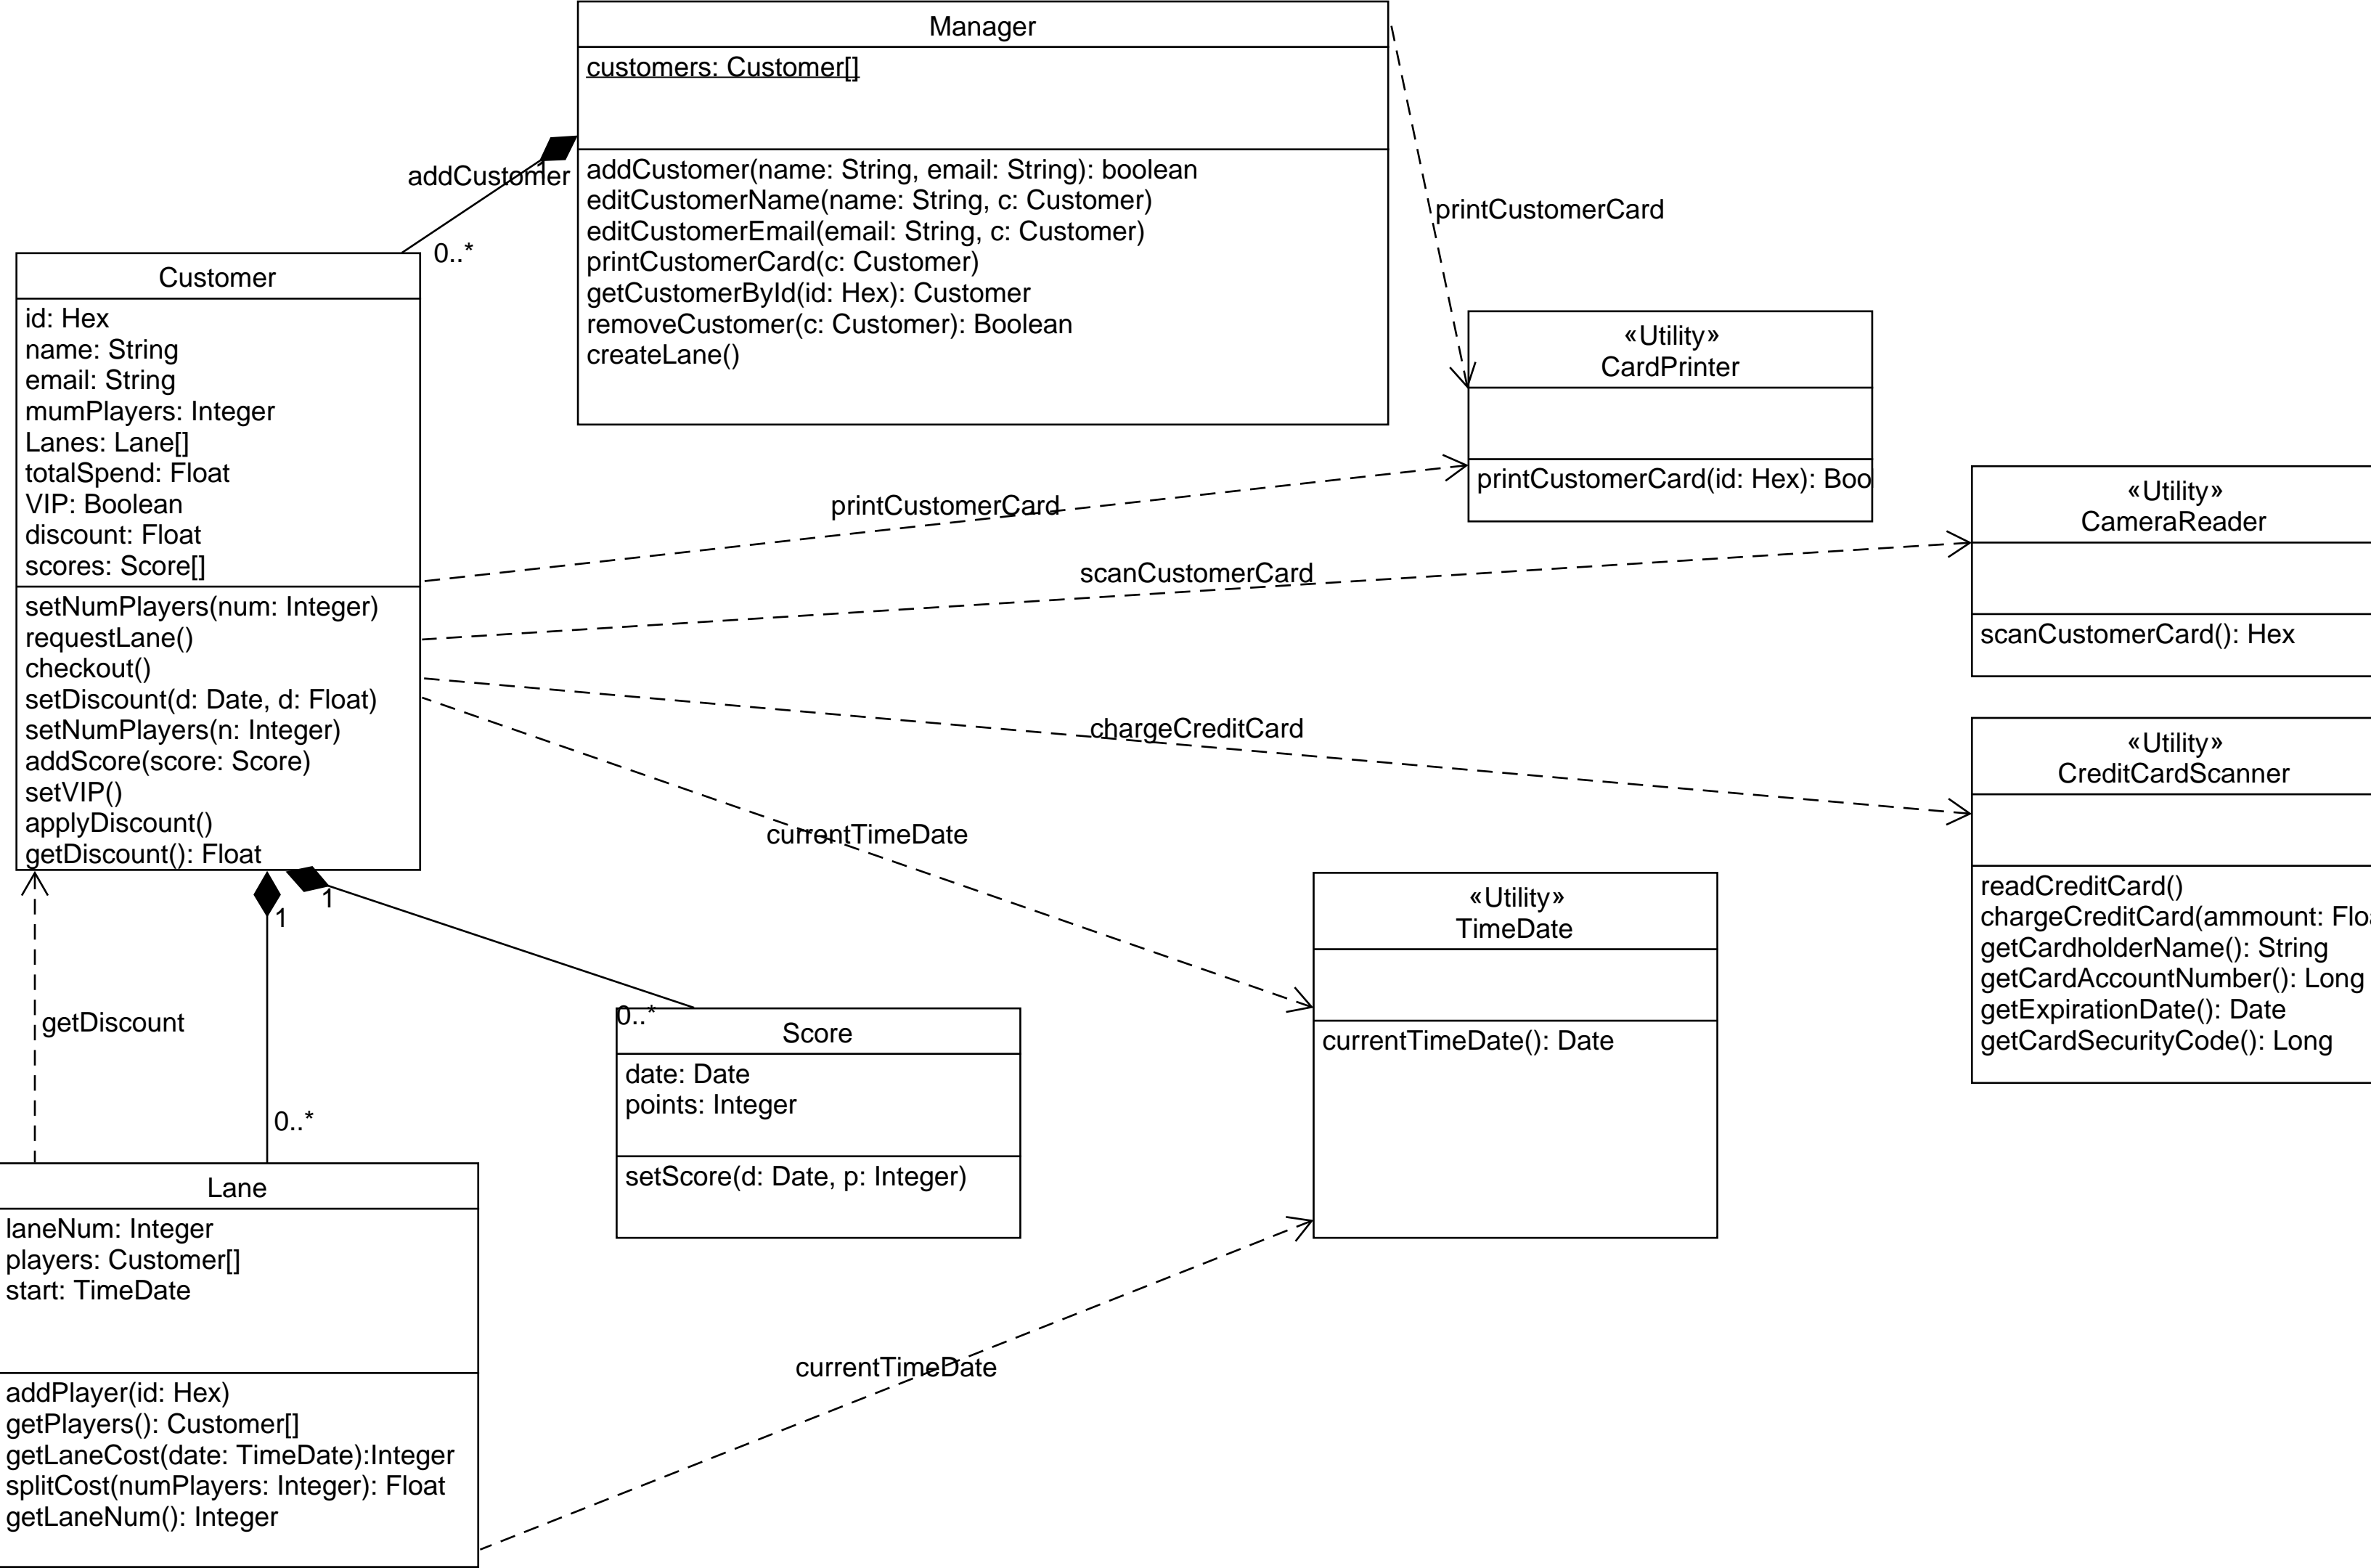 Manager
customers: Customer[]
addCustomer(name: String, email: String): boolean
editCustomerName(name: String, c: Customer)
editCustomerEmail(email: String, c: Customer)
printCustomerCard(c: Customer)
getCustomerById(id: Hex): Customer
removeCustomer(c: Customer): Boolean
createLane()
addCustomer
1
0..*
printCustomerCard
Customer
id: Hex
name: String
email: String
mumPlayers: Integer
Lanes: Lane[]
totalSpend: Float
VIP: Boolean
discount: Float
scores: Score[]
setNumPlayers(num: Integer)
requestLane()
checkout()
setDiscount(d: Date, d: Float)
setNumPlayers(n: Integer)
addScore(score: Score)
setVIP()
applyDiscount()
getDiscount(): Float
«Utility»
CardPrinter
printCustomerCard(id: Hex): Boo
printCustomerCard
scanCustomerCard
«Utility»
CameraReader
scanCustomerCard(): Hex
chargeCreditCard
«Utility»
CreditCardScanner
readCreditCard()
chargeCreditCard(ammount: Floa
getCardholderName(): String
getCardAccountNumber(): Long
getExpirationDate(): Date
getCardSecurityCode(): Long
currentTimeDate
«Utility»
TimeDate
currentTimeDate(): Date
1
1
getDiscount
0..*
0..*
Score
date: Date
points: Integer
setScore(d: Date, p: Integer)
Lane
laneNum: Integer
players: Customer[]
start: TimeDate
addPlayer(id: Hex)
getPlayers(): Customer[]
getLaneCost(date: TimeDate):Integer
splitCost(numPlayers: Integer): Float
getLaneNum(): Integer
currentTimeDate